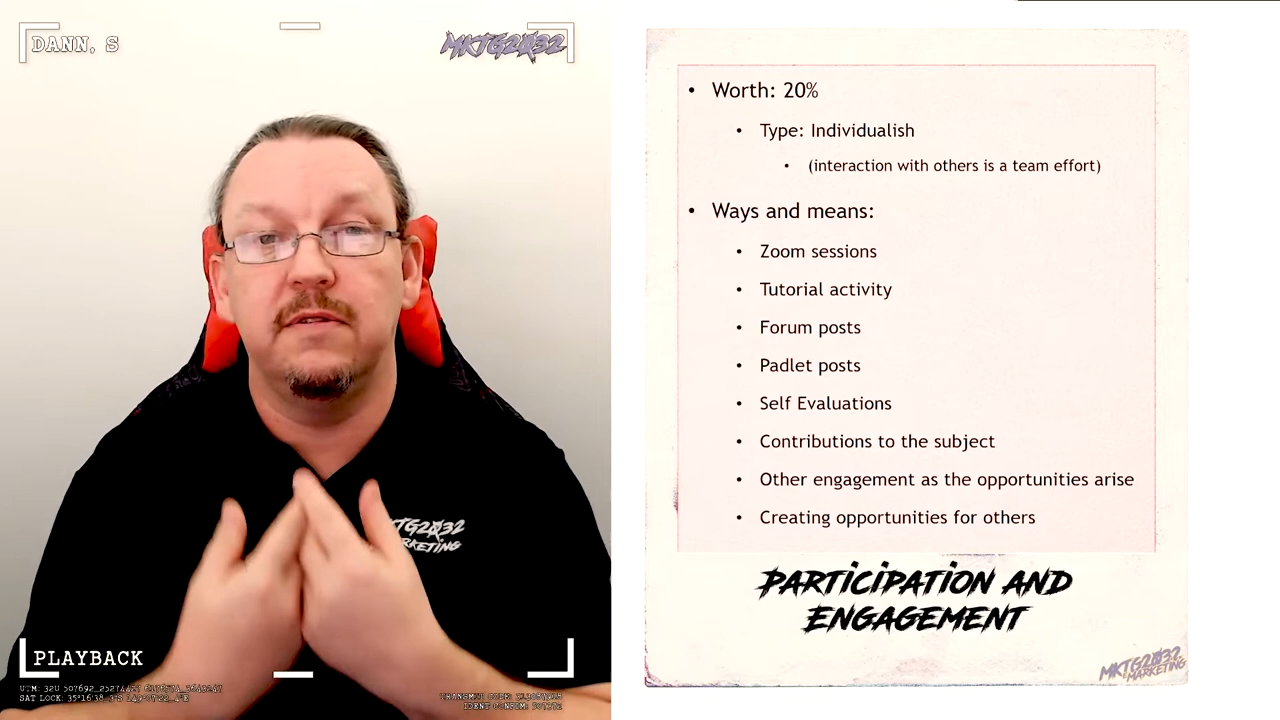 DANN, S
MKTG2032
• Worth: 20%
• Type: Individualish
• (interaction with others is a team effort)
• Ways and means:
• Zoom sessions
• Tutorial activity
• Forum posts
• Padlet posts
• Self Evaluations
• Contributions to the subject
• Other engagement as the opportunities arise
• Creating opportunities for others
PARTICIPATION AND
ENGAGEMENT
MKTG2032
MARKETING
PLAYBACK